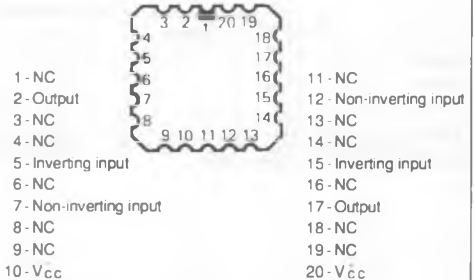 3 2 1 20 19
4 18
5 17
6 16
7 15
8 14
9 10 11 12 13
1 - NC
2 - Output
3 - NC
4 - NC
5 - Inverting input
6 - NC
7 - Non-inverting input
8 - NC
9 - NC
10 - Vcc
11 - NC
12 - Non-inverting input
13 - NC
14 - NC
15 - Inverting input
16 - NC
17 - Output
18 - NC
19 - NC
20 - Vcc